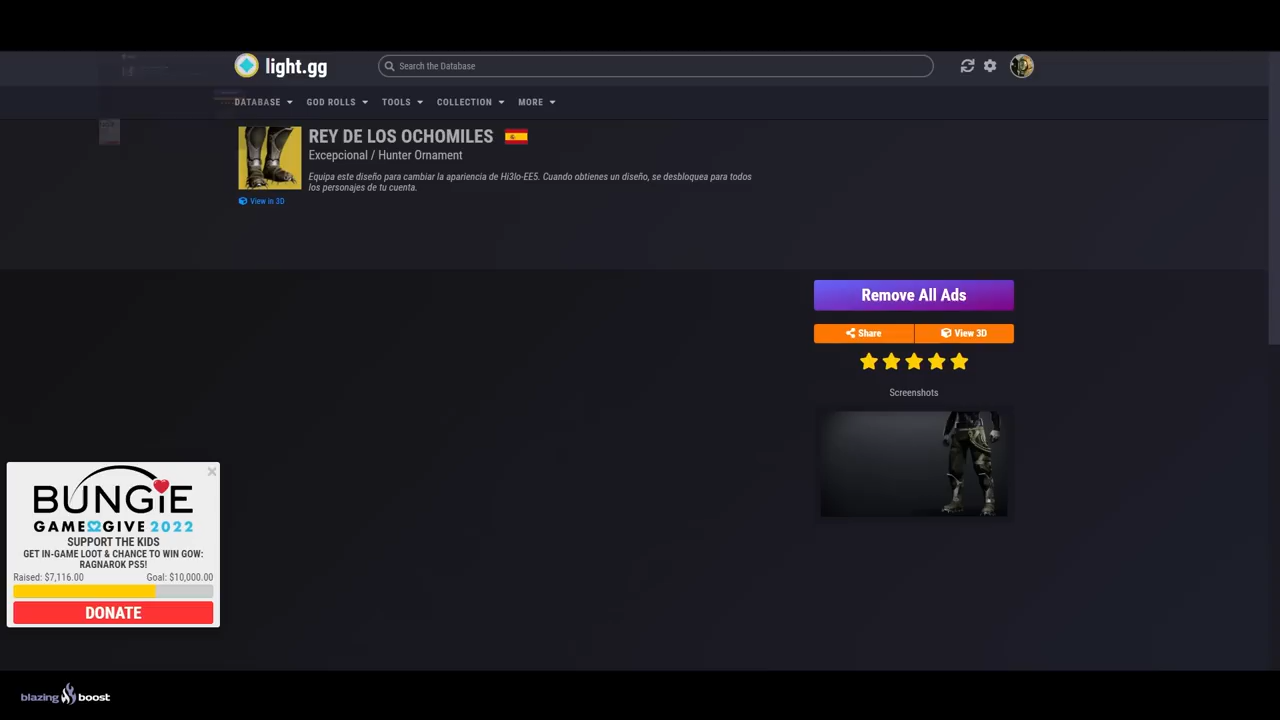 light.gg
Search the Database
DATABASE
GOD ROLLS
TOOLS
COLLECTION
MORE
REY DE LOS OCHOMILES
Excepcional / Hunter Ornament
Equipa este diseño para cambiar la apariencia de Hi3lo-EE5. Cuando obtienes un diseño, se desbloquea para todos
los personajes de tu cuenta.
View in 3D
Remove All Ads
Share
View 3D
Screenshots
BUNGiE
GAME GIVE 2022
SUPPORT THE KIDS
GET IN-GAME LOOT & CHANCE TO WIN GOW:
RAGNAROK PS5!
Raised: $7,116.00
Goal: $10,000.00
DONATE
blazing boost